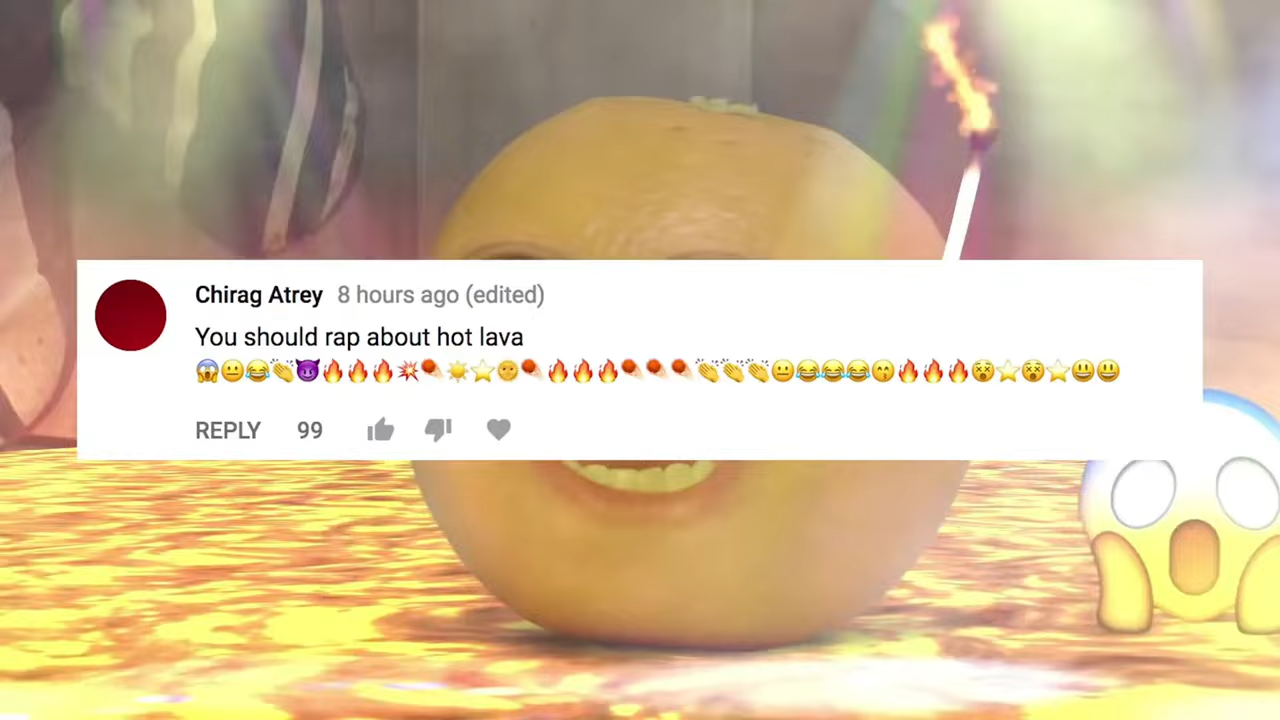 Chirag Atrey 8 hours ago (edited)
You should rap about hot lava
😱😐😂👏😈🔥🔥🔥💥☄️☀️⭐🌝☄️🔥🔥🔥☄️☄️☄️👏👏👏😐😂😂😂😙🔥🔥🔥😵⭐😵⭐😃😃
REPLY 99